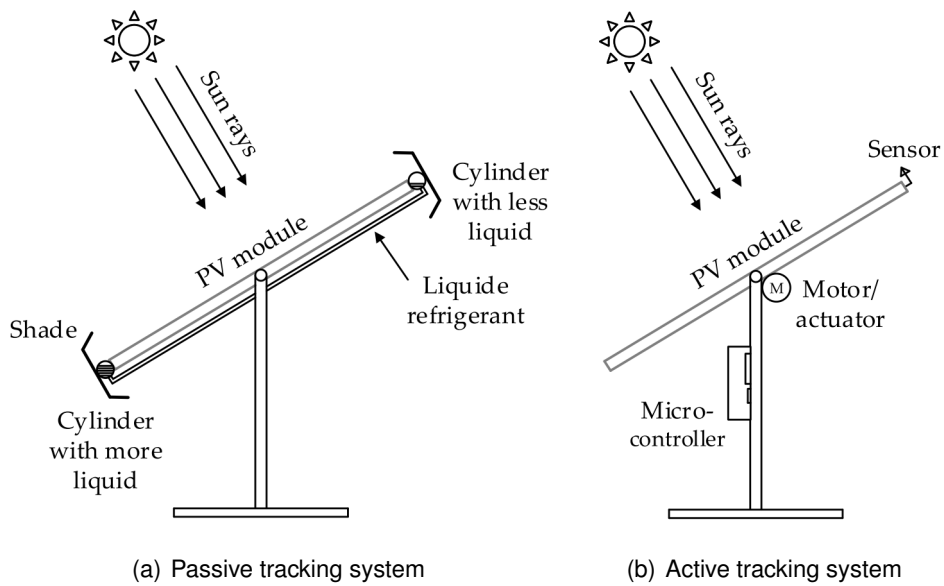 Sun rays
Cylinder
with less
liquid
PV module
Liquide
refrigerant
Shade
Cylinder
with more
liquid
(a) Passive tracking system
Sun rays
Sensor
PV module
M
Motor/
actuator
Micro-
controller
(b) Active tracking system